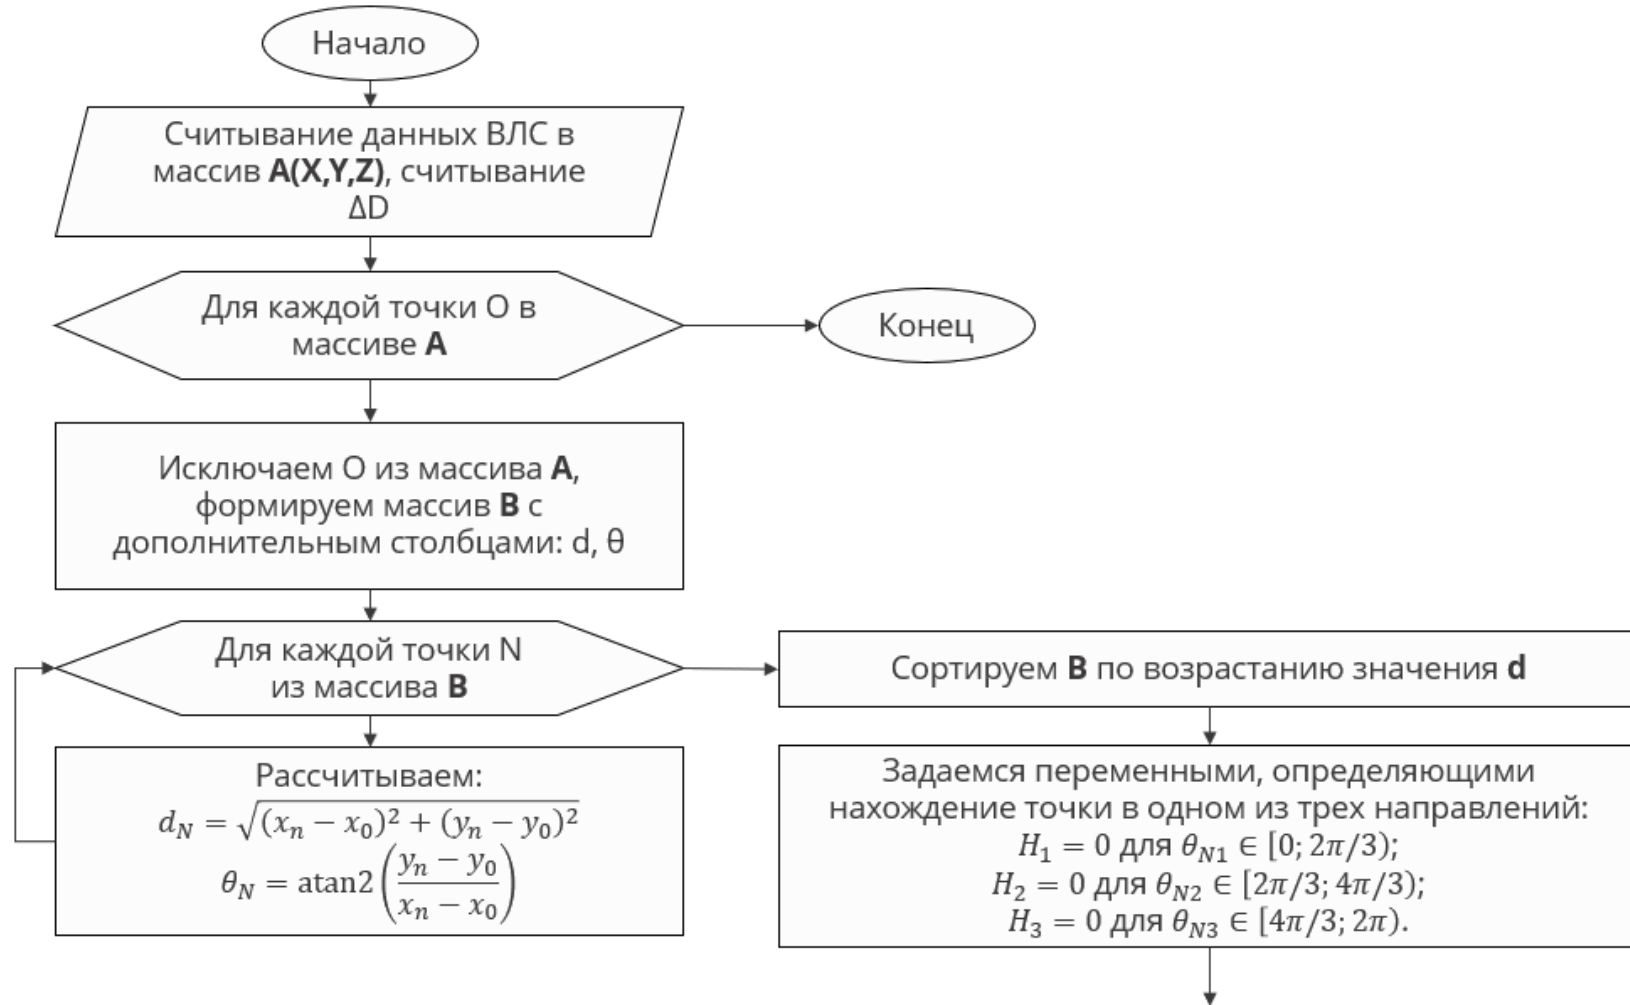 Начало
Считывание данных ВЛС в
массив A(X,Y,Z), считывание
ΔD
Для каждой точки О в
массиве A
Конец
Исключаем О из массива A,
формируем массив B с
дополнительным столбцами: d, θ
Для каждой точки N
из массива B
Рассчитываем:
d_N = √((x_n − x_0)² + (y_n − y_0)²)
θ_N = atan2((y_n − y_0)/(x_n − x_0))
Сортируем B по возрастанию значения d
Задаемся переменными, определяющими
нахождение точки в одном из трех направлений:
H_1 = 0 для θ_N1 ∈ [0; 2π/3);
H_2 = 0 для θ_N2 ∈ [2π/3; 4π/3);
H_3 = 0 для θ_N3 ∈ [4π/3; 2π).